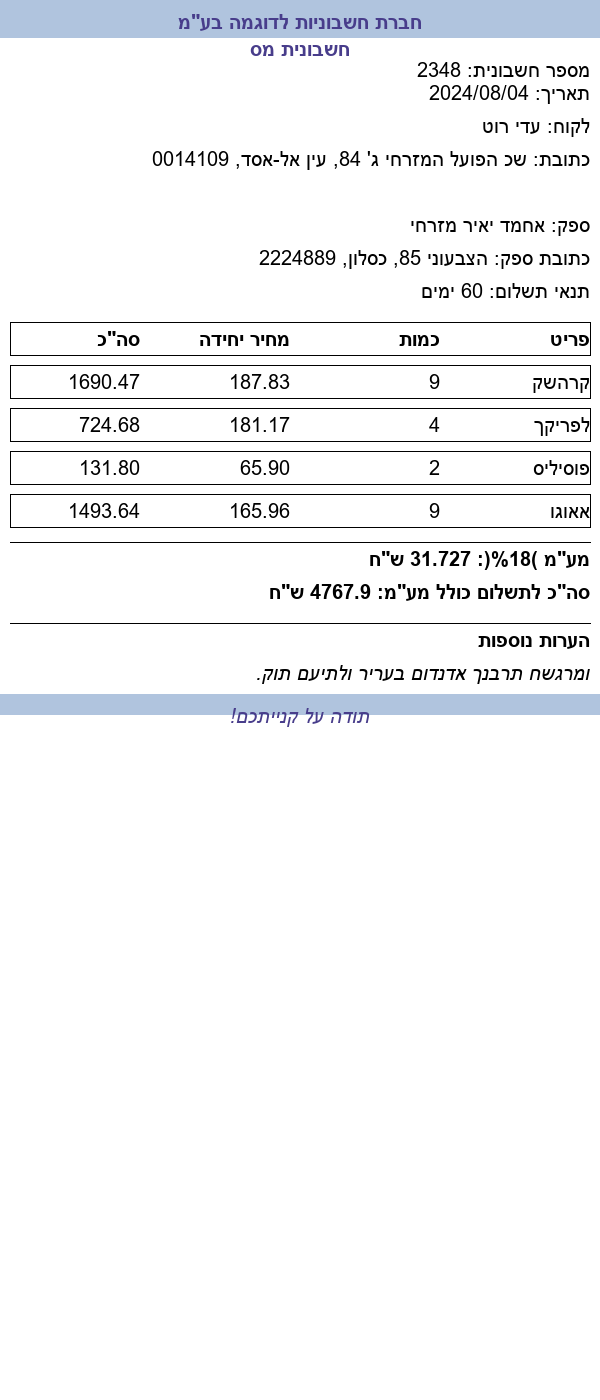 חברת חשבוניות לדוגמה בע"מ
חשבונית מס
מספר חשבונית: 2348
תאריך: 2024/08/04
לקוח: עדי רוט
כתובת: שכ הפועל המזרחי ג' 84, עין אל-אסד, 0014109
ספק: אחמד יאיר מזרחי
כתובת ספק: הצבעוני 85, כסלון, 2224889
תנאי תשלום: 60 ימים
פריט כמות מחיר יחידה סה"כ
קרהשק 9 187.83 1690.47
לפריקך 4 181.17 724.68
פוסיליס 2 65.90 131.80
אאוגו 9 165.96 1493.64
מע"מ )18%(: 31.727 ש"ח
סה"כ לתשלום כולל מע"מ: 4767.9 ש"ח
הערות נוספות
ומרגשח תרבנך אדנדום בעריר ולתיעם תוק.
תודה על קנייתכם!